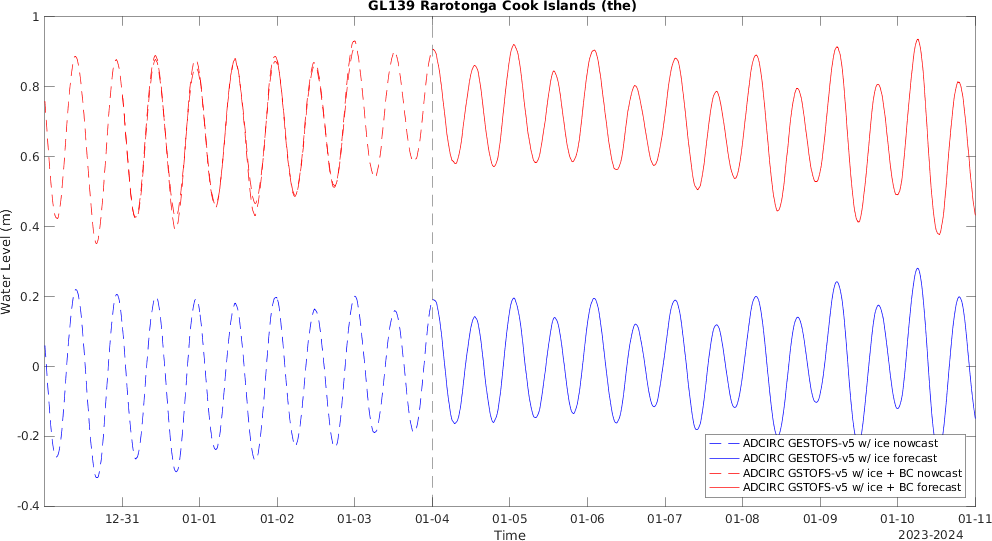 GL139 Rarotonga Cook Islands (the)
1
0.8
0.6
0.4
0.2
0
-0.2
-0.4
Water Level (m)
ADCIRC GESTOFS-v5 w/ ice nowcast
ADCIRC GESTOFS-v5 w/ ice forecast
ADCIRC GSTOFS-v5 w/ ice + BC nowcast
ADCIRC GSTOFS-v5 w/ ice + BC forecast
12-31 01-01 01-02 01-03 01-04 01-05 01-06 01-07 01-08 01-09 01-10 01-11
Time
2023-2024